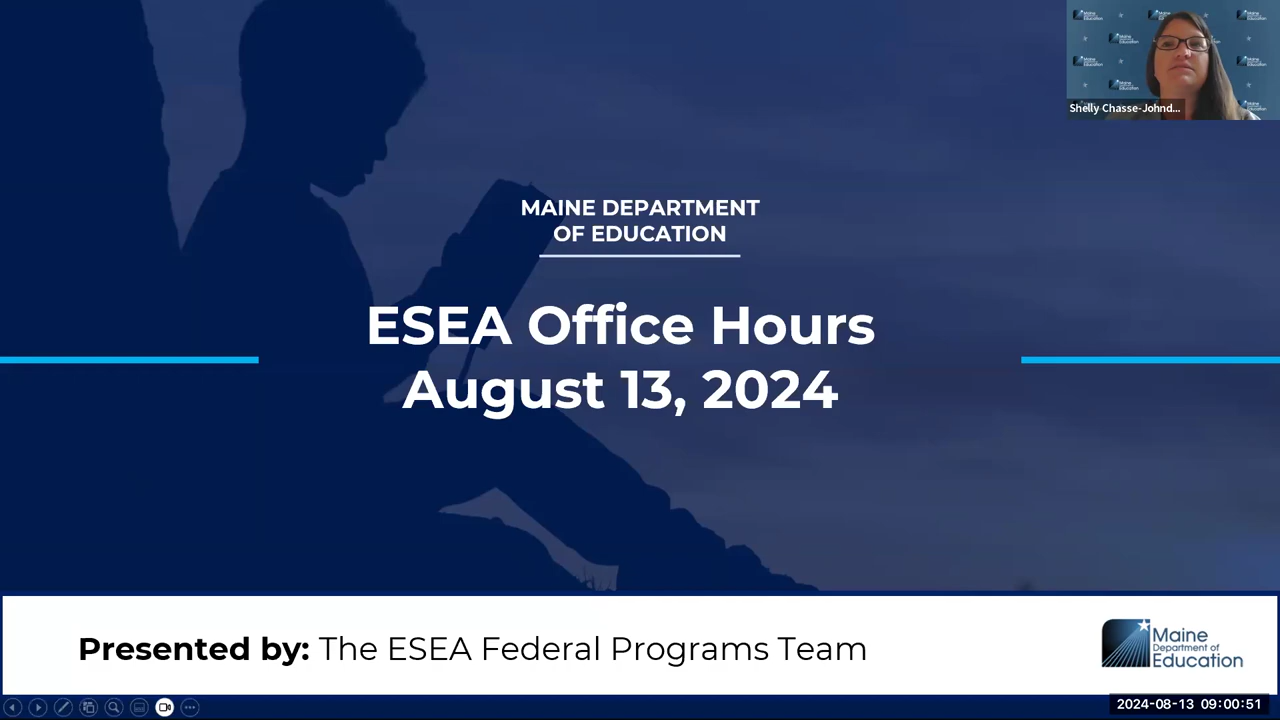 Shelly Chasse-Johnd...
MAINE DEPARTMENT
OF EDUCATION
ESEA Office Hours
August 13, 2024
Presented by: The ESEA Federal Programs Team
Maine
Department of
Education
2024-08-13 09:00:51